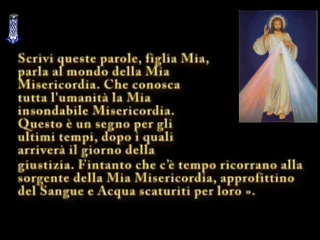 Scrivi queste parole, figlia Mia,
parla al mondo della Mia
Misericordia. Che conosca
tutta l'umanità la Mia
insondabile Misericordia.
Questo è un segno per gli
ultimi tempi, dopo i quali
arriverà il giorno della
giustizia. Fintanto che c'è tempo ricorrano alla
sorgente della Mia Misericordia, approfittino
del Sangue e Acqua scaturiti per loro ».